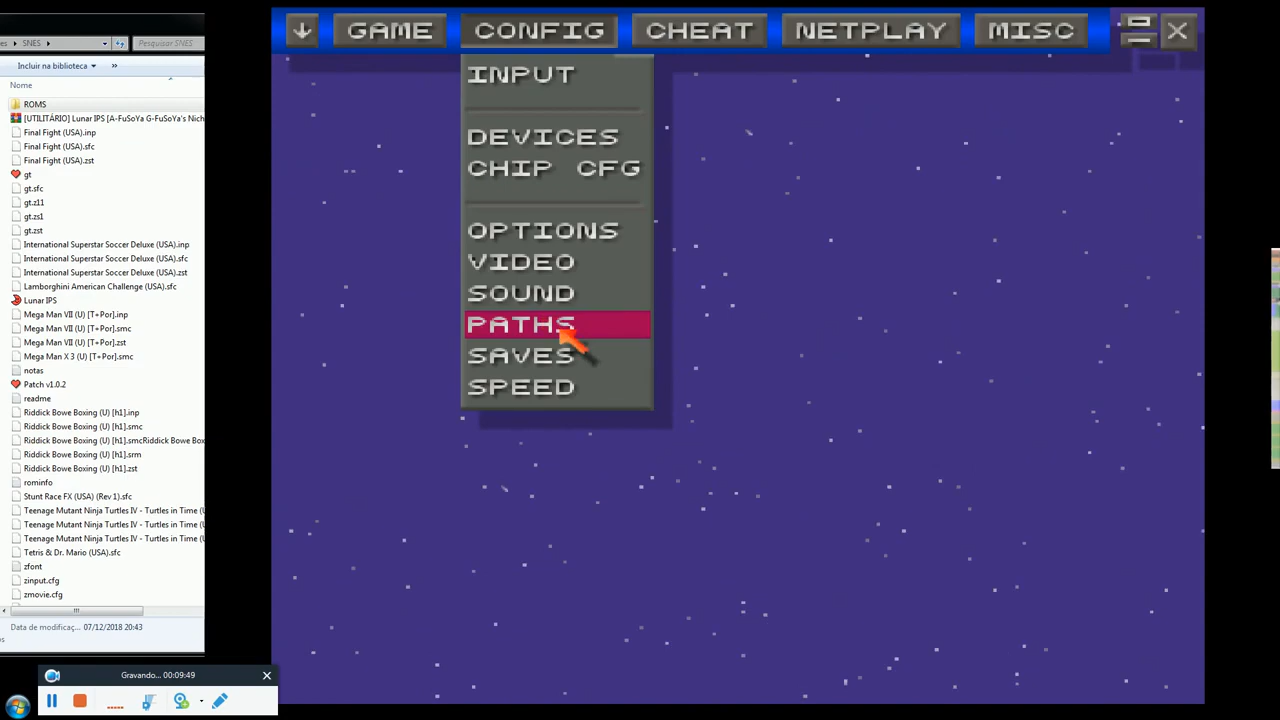 es ▸ SNES ▸
Pesquisar SNES
Incluir na biblioteca
»
Nome
ROMS
[UTILITÁRIO] Lunar IPS [A-FuSoYa G-FuSoYa's Nich
Final Fight (USA).inp
Final Fight (USA).sfc
Final Fight (USA).zst
gt
gt.sfc
gt.z11
gt.zs1
gt.zst
International Superstar Soccer Deluxe (USA).inp
International Superstar Soccer Deluxe (USA).sfc
International Superstar Soccer Deluxe (USA).zst
Lamborghini American Challenge (USA).sfc
Lunar IPS
Mega Man VII (U) [T+Por].inp
Mega Man VII (U) [T+Por].smc
Mega Man VII (U) [T+Por].zst
Mega Man X 3 (U) [T+Por].smc
notas
Patch v1.0.2
readme
Riddick Bowe Boxing (U) [h1].inp
Riddick Bowe Boxing (U) [h1].smc
Riddick Bowe Boxing (U) [h1].smcRiddick Bowe Bo
Riddick Bowe Boxing (U) [h1].srm
Riddick Bowe Boxing (U) [h1].zst
rominfo
Stunt Race FX (USA) (Rev 1).sfc
Teenage Mutant Ninja Turtles IV - Turtles in Time (U
Teenage Mutant Ninja Turtles IV - Turtles in Time (U
Teenage Mutant Ninja Turtles IV - Turtles in Time (U
Tetris & Dr. Mario (USA).sfc
zfont
zinput.cfg
zmovie.cfg
Data de modificaç... 07/12/2018 20:43
os
Gravando... 00:09:49
GAME CONFIG CHEAT NETPLAY MISC
INPUT
DEVICES
CHIP CFG
OPTIONS
VIDEO
SOUND
PATHS
SAVES
SPEED